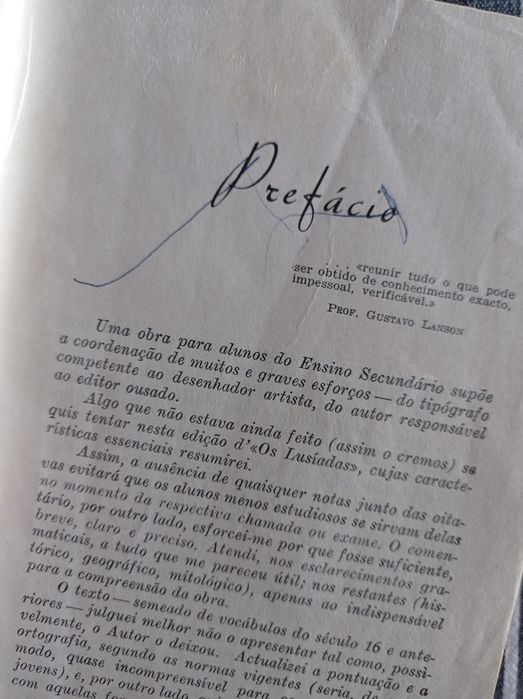 Prefácio
. . . «reunir tudo o que pode
ser obtido de conhecimento exacto,
impessoal, verificável.»
PROF. GUSTAVO LANSON
Uma obra para alunos do Ensino Secundário supõe
a coordenação de muitos e graves esforços — do tipógrafo
competente ao desenhador artista, do autor responsável
ao editor ousado.
Algo que não estava ainda feito (assim o cremos) se
quis tentar nesta edição d'«Os Lusíadas», cujas caracte-
rísticas essenciais resumirei.
Assim, a ausência de quaisquer notas junto das oita-
vas evitará que os alunos menos estudiosos se sirvam delas
no momento da respectiva chamada ou exame. O comen-
tário, por outro lado, esforcei-me por que fosse suficiente,
breve, claro e preciso. Atendi, nos esclarecimentos gra-
maticais, a tudo que me pareceu útil; nos restantes (his-
tórico, geográfico, mitológico), apenas ao indispensável
para a compreensão da obra.
O texto — semeado de vocábulos do século 16 e ante-
riores — julguei melhor não o apresentar tal como, possi-
velmente, o Autor o deixou. Actualizei a pontuação e a
ortografia, segundo as normas vigentes (seria, de
modo, quase incompreensível para
jovens), e, por outro lado,
com aquelas